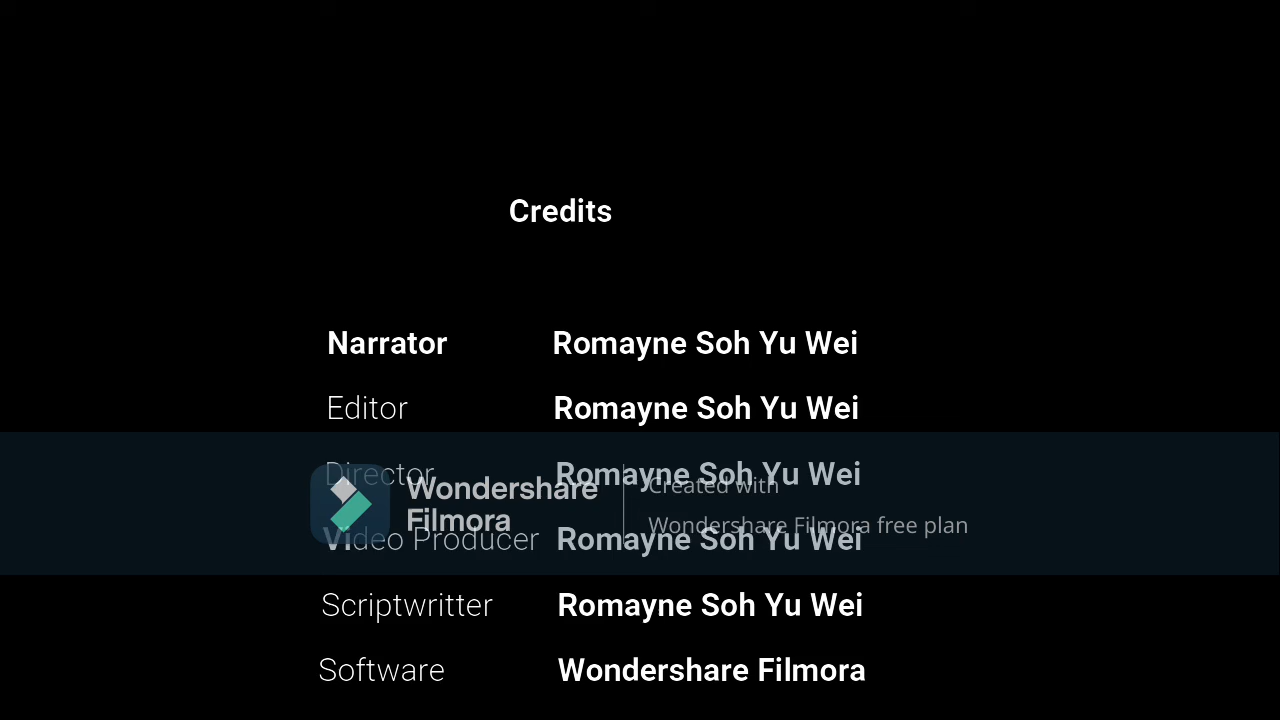 Credits
Narrator Romayne Soh Yu Wei
Editor Romayne Soh Yu Wei
Director Romayne Soh Yu Wei
Wondershare
Filmora
Created with
Wondershare Filmora free plan
Video Producer Romayne Soh Yu Wei
Scriptwritter Romayne Soh Yu Wei
Software Wondershare Filmora